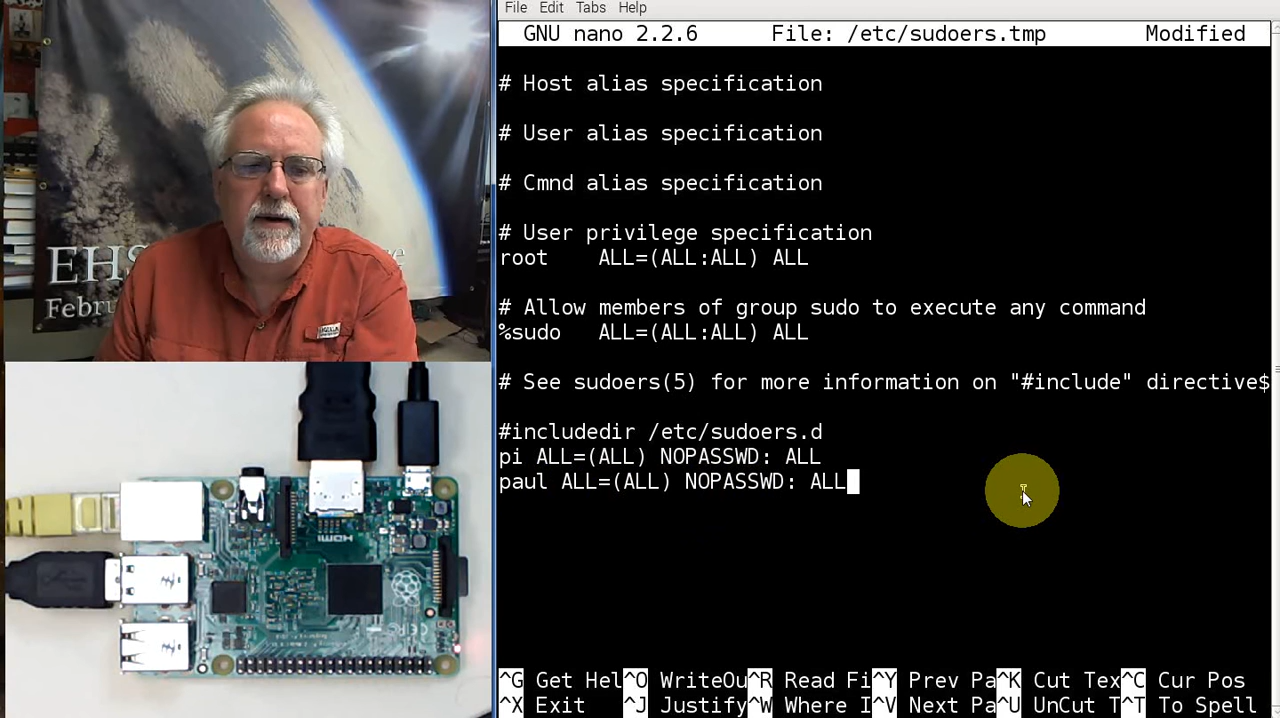 File Edit Tabs Help
GNU nano 2.2.6 File: /etc/sudoers.tmp Modified
# Host alias specification
# User alias specification
# Cmnd alias specification
# User privilege specification
root ALL=(ALL:ALL) ALL
# Allow members of group sudo to execute any command
%sudo ALL=(ALL:ALL) ALL
# See sudoers(5) for more information on "#include" directive$
#includedir /etc/sudoers.d
pi ALL=(ALL) NOPASSWD: ALL
paul ALL=(ALL) NOPASSWD: ALL
^G Get Hel ^O WriteOu ^R Read Fi ^Y Prev Pa ^K Cut Tex ^C Cur Pos
^X Exit ^J Justify ^W Where I ^V Next Pa ^U UnCut T ^T To Spell
EHS
Febru
HDMI